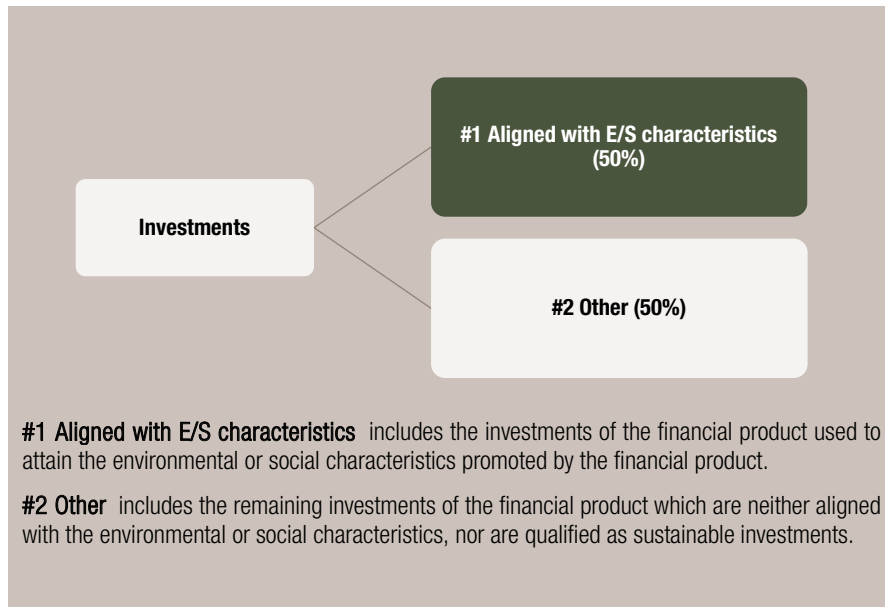 #1 Aligned with E/S characteristics
(50%)
Investments
#2 Other (50%)
#1 Aligned with E/S characteristics includes the investments of the financial product used to
attain the environmental or social characteristics promoted by the financial product.
#2 Other includes the remaining investments of the financial product which are neither aligned
with the environmental or social characteristics, nor are qualified as sustainable investments.